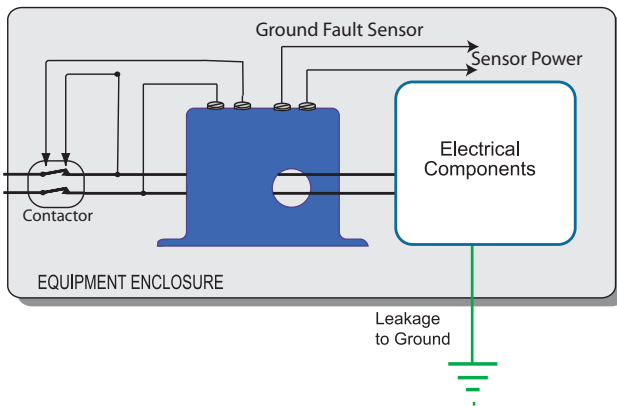 Ground Fault Sensor
Sensor Power
Electrical
Components
Contactor
EQUIPMENT ENCLOSURE
Leakage
to Ground